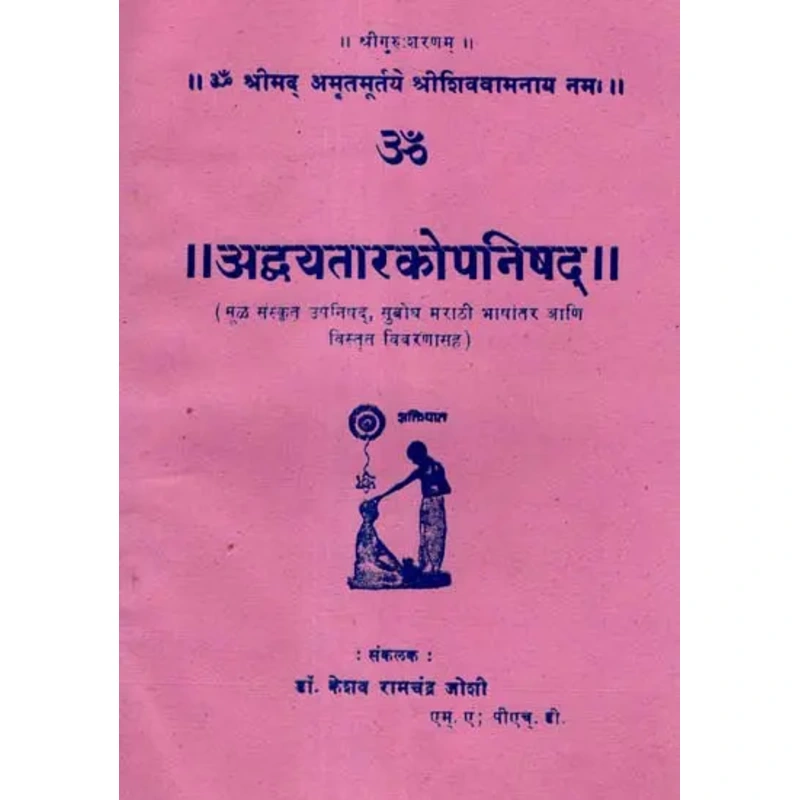 ॥ श्रीगुरुःशरणम् ॥
॥ ॐ श्रीमद् अमृतमूर्तये श्रीशिववामनाय नमः ॥
ॐ
॥ अद्वयतारकोपनिषद् ॥
( मूळ संस्कृत उपनिषद्, सुबोध मराठी भाषांतर आणि
विस्तृत विवरणासह )
शक्तिपात
: संकलक :
डॉ. केशव रामचंद्र जोशी
एम्. ए; पीएच्. डी.